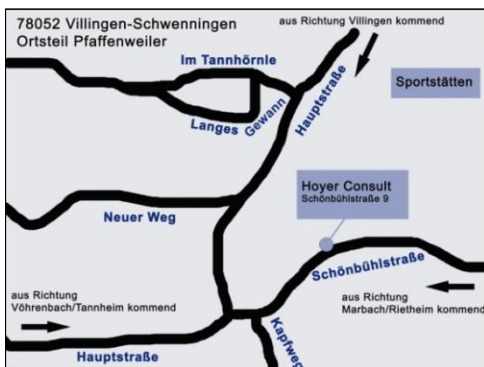 78052 Villingen-Schwenningen
Ortsteil Pfaffenweiler
aus Richtung Villingen kommend
Im Tannhörnle
Langes Gewann
Hauptstraße
Sportstätten
Hoyer Consult
Schönbühlstraße 9
Neuer Weg
Schönbühlstraße
aus Richtung
Vöhrenbach/Tannheim kommend
aus Richtung
Marbach/Rietheim kommend
Hauptstraße
Kapfweg